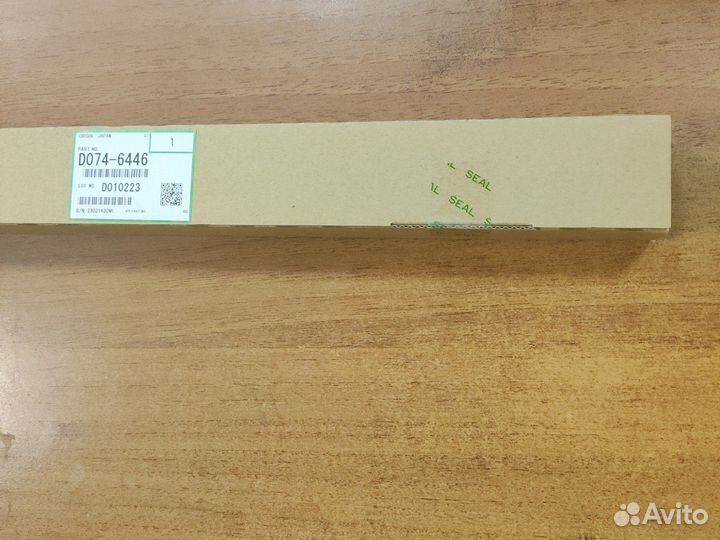 ORIGIN JAPAN
1
PART NO.
D074-6446
LOT NO. D010223
SEAL
SEAL
Avito